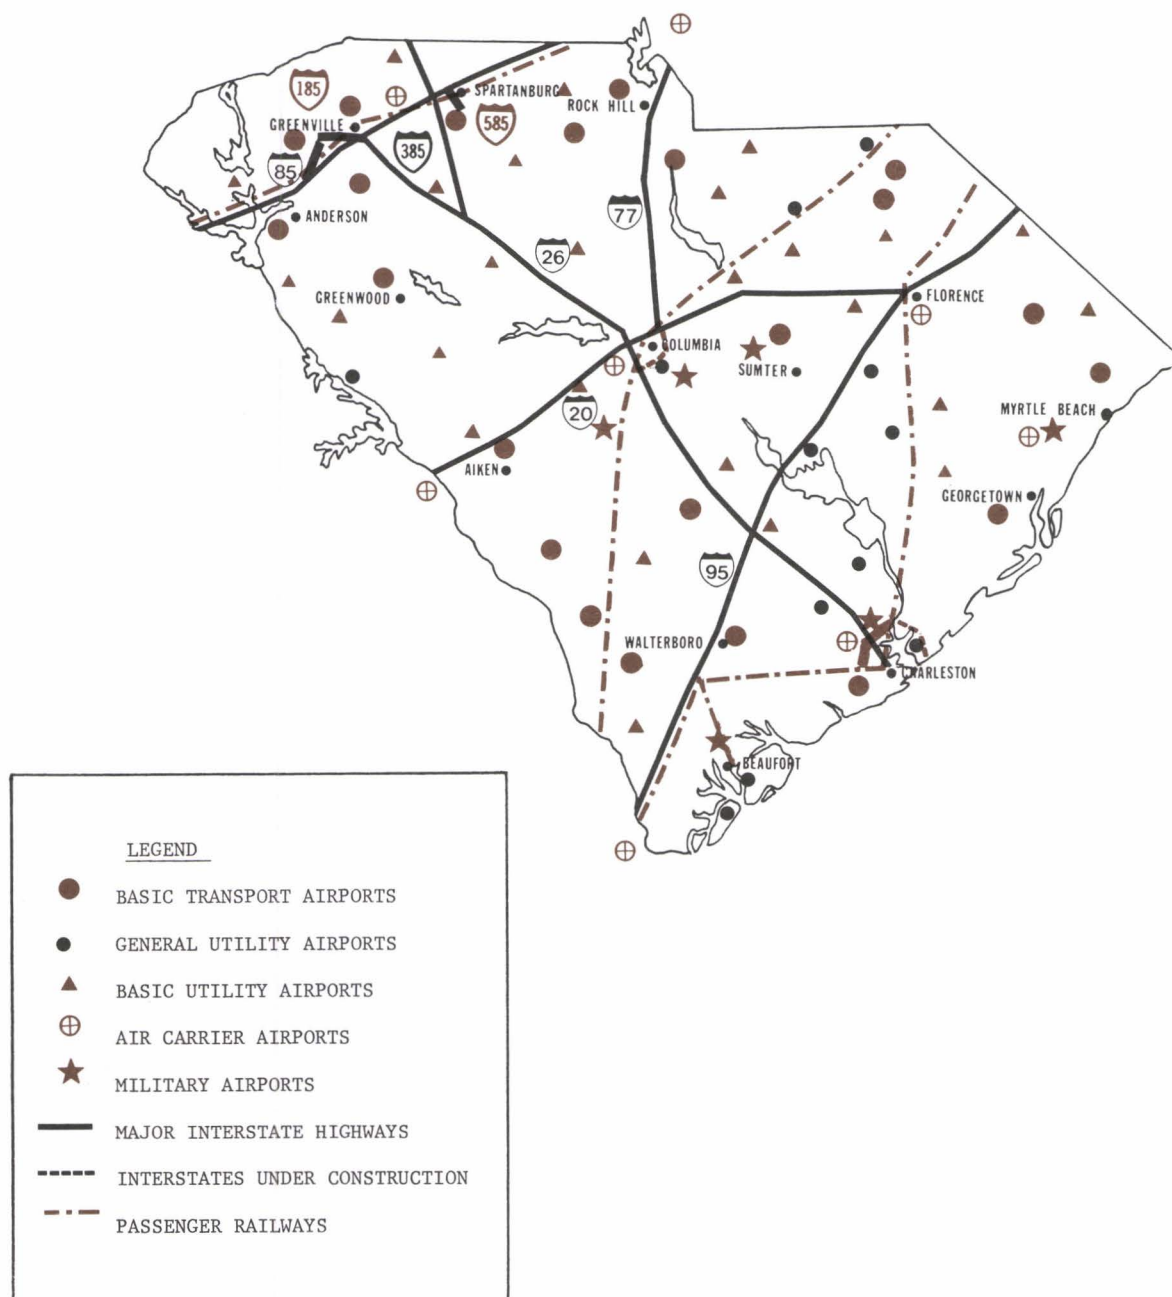 185
SPARTANBURG
ROCK HILL
GREENVILLE
585
385
85
ANDERSON
77
26
GREENWOOD
FLORENCE
COLUMBIA
SUMTER
20
MYRTLE BEACH
AIKEN
GEORGETOWN
95
WALTERBORO
CHARLESTON
BEAUFORT
LEGEND
BASIC TRANSPORT AIRPORTS
GENERAL UTILITY AIRPORTS
BASIC UTILITY AIRPORTS
AIR CARRIER AIRPORTS
MILITARY AIRPORTS
MAJOR INTERSTATE HIGHWAYS
INTERSTATES UNDER CONSTRUCTION
PASSENGER RAILWAYS